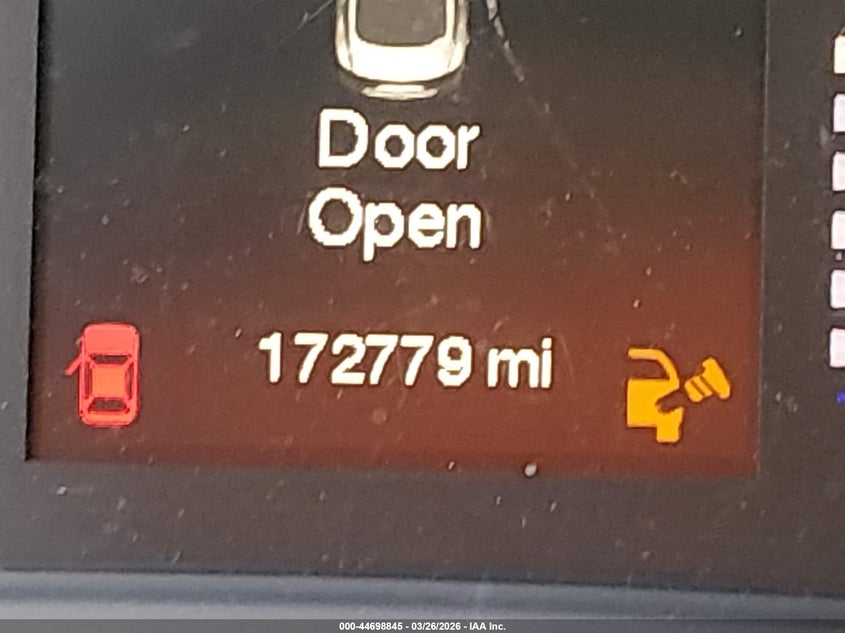 Door
Open
172779 mi
000-44698845 - 03/26/2026 - IAA Inc.